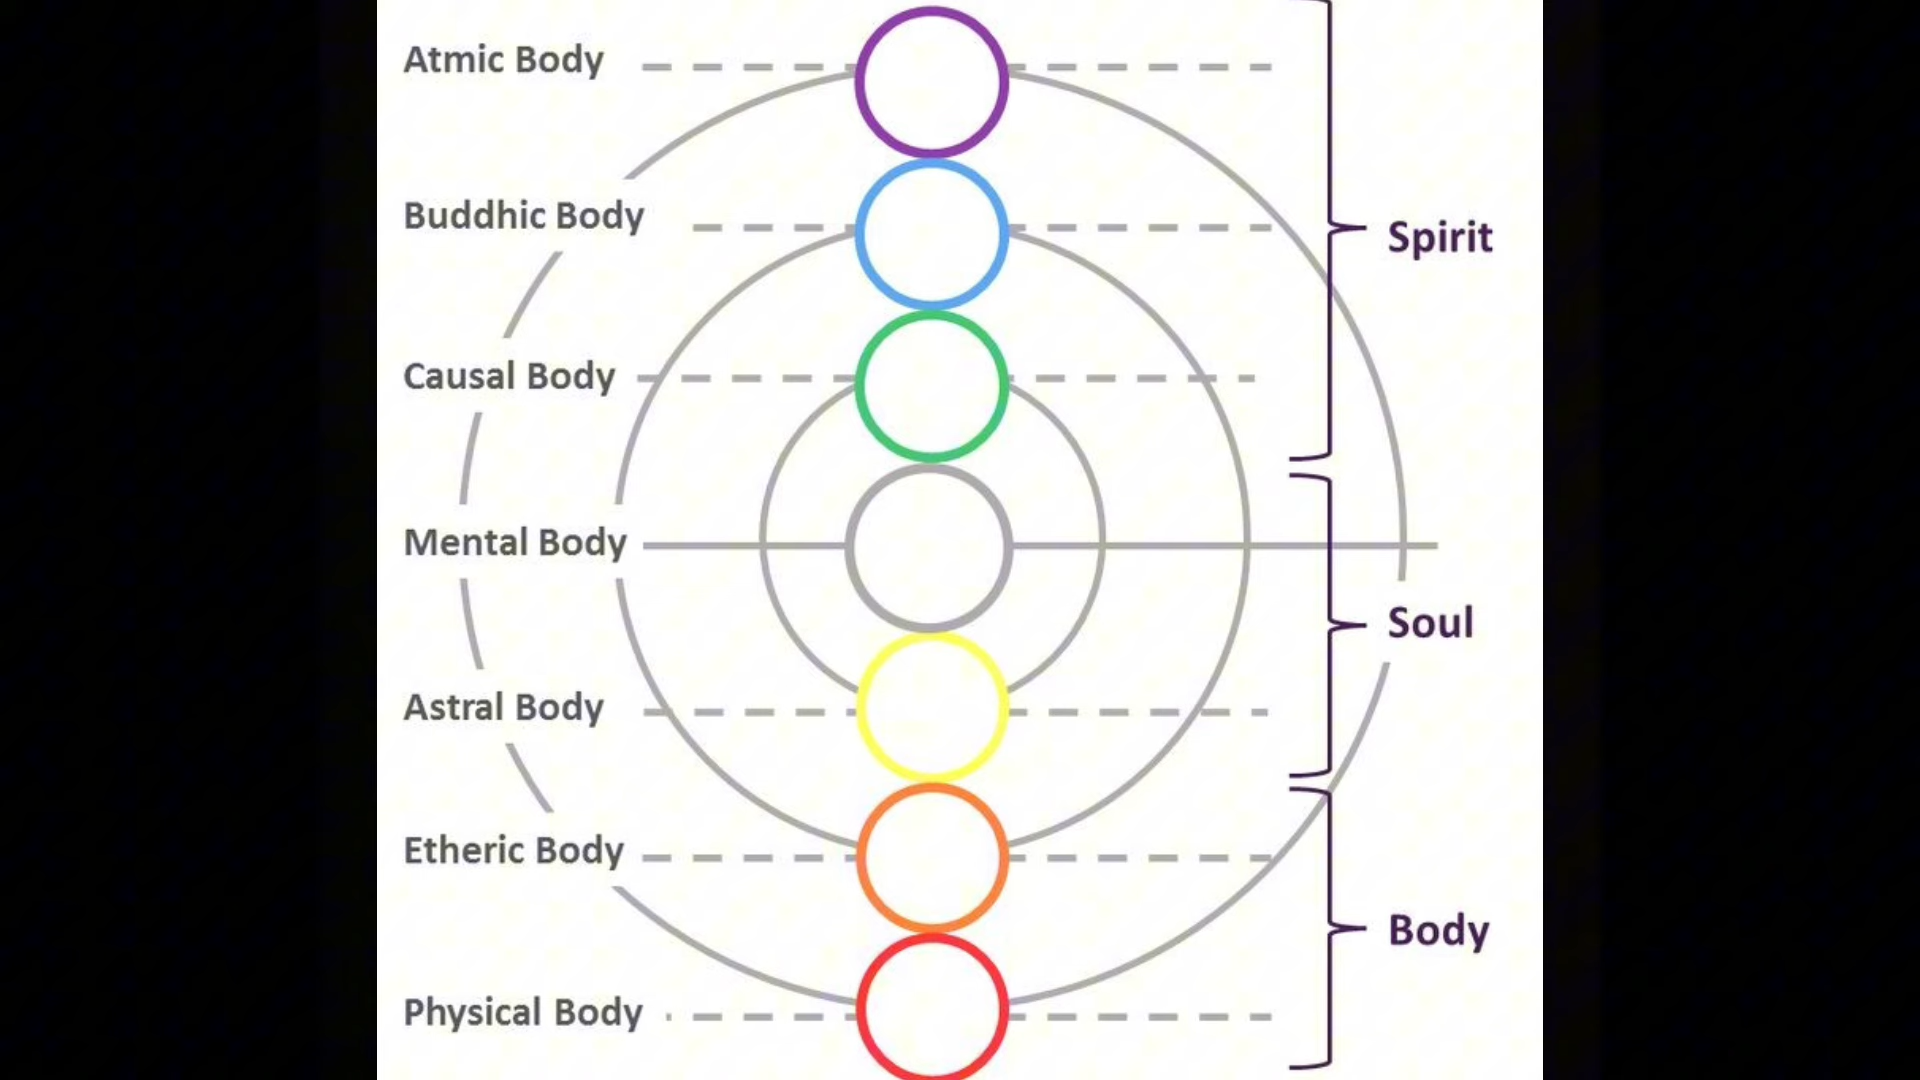 Atmic Body
Buddhic Body
Spirit
Causal Body
Mental Body
Soul
Astral Body
Etheric Body
Body
Physical Body